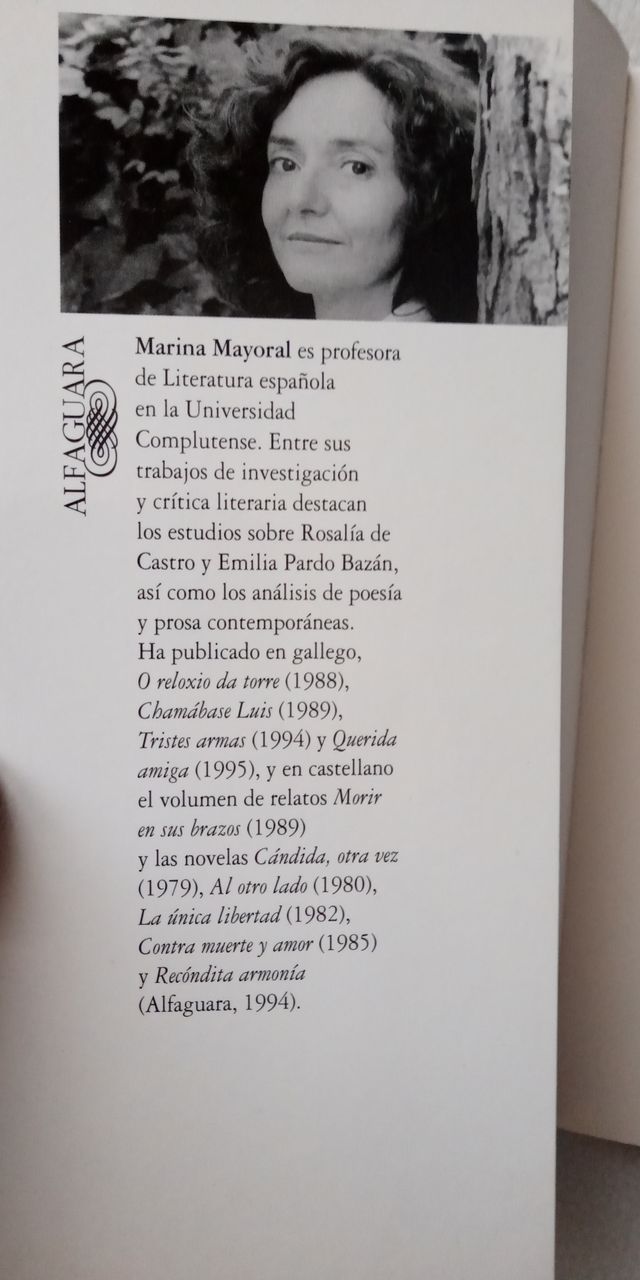 ALFAGUARA
Marina Mayoral es profesora
de Literatura española
en la Universidad
Complutense. Entre sus
trabajos de investigación
y crítica literaria destacan
los estudios sobre Rosalía de
Castro y Emilia Pardo Bazán,
así como los análisis de poesía
y prosa contemporáneas.
Ha publicado en gallego,
O reloxio da torre (1988),
Chamábase Luis (1989),
Tristes armas (1994) y Querida
amiga (1995), y en castellano
el volumen de relatos Morir
en sus brazos (1989)
y las novelas Cándida, otra vez
(1979), Al otro lado (1980),
La única libertad (1982),
Contra muerte y amor (1985)
y Recóndita armonía
(Alfaguara, 1994).